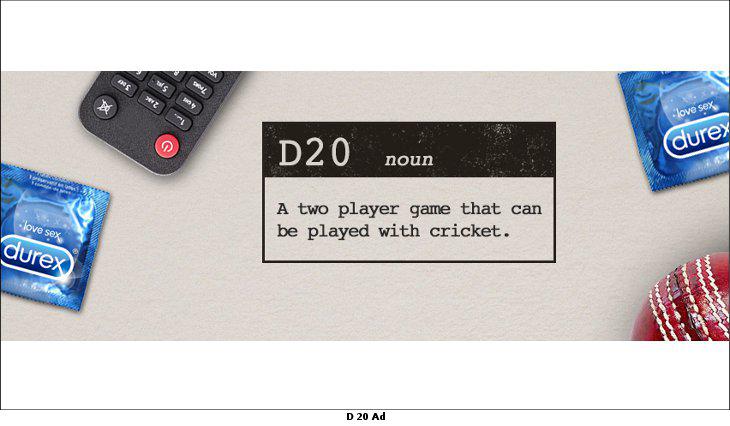 love sex
durex
D20 noun
A two player game that can
be played with cricket.
love sex
durex®
D 20 Ad